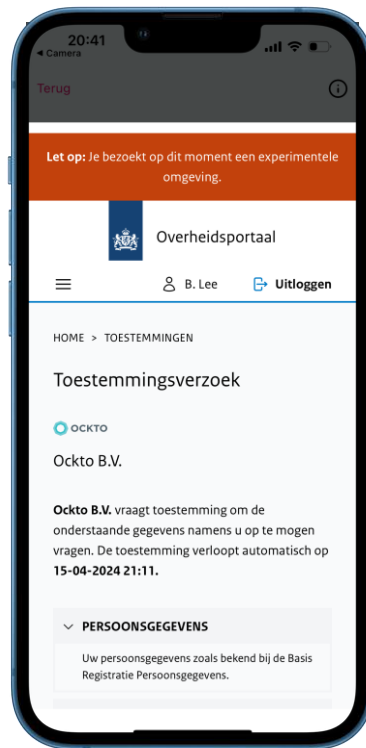 20:41
◀ Camera
Terug
Let op: Je bezoekt op dit moment een experimentele
omgeving.
Overheidsportaal
B. Lee
Uitloggen
HOME > TOESTEMMINGEN
Toestemmingsverzoek
OCKTO
Ockto B.V.
Ockto B.V. vraagt toestemming om de
onderstaande gegevens namens u op te mogen
vragen. De toestemming verloopt automatisch op
15-04-2024 21:11.
PERSOONSGEGEVENS
Uw persoonsgegevens zoals bekend bij de Basis
Registratie Persoonsgegevens.